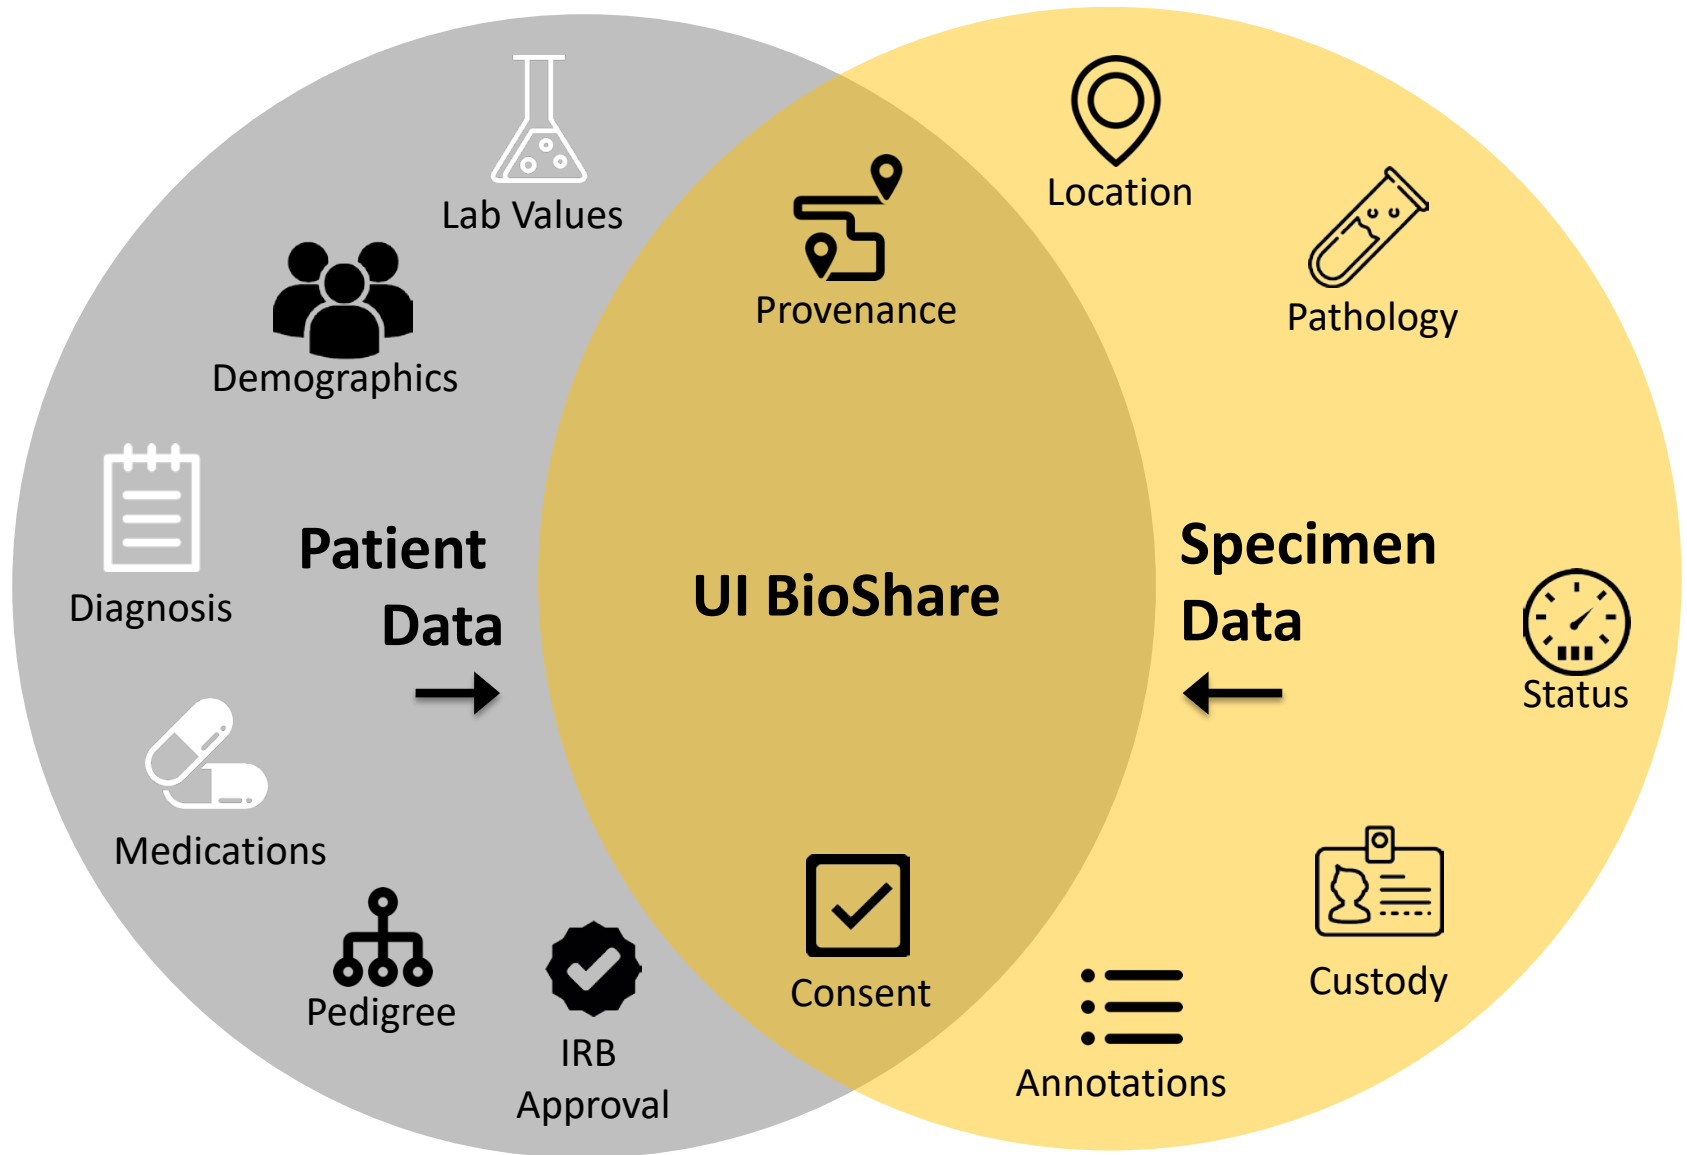 Lab Values
Demographics
Diagnosis
Patient
Data
Medications
Pedigree
IRB
Approval
Provenance
UI BioShare
Consent
Location
Pathology
Specimen
Data
Status
Custody
Annotations